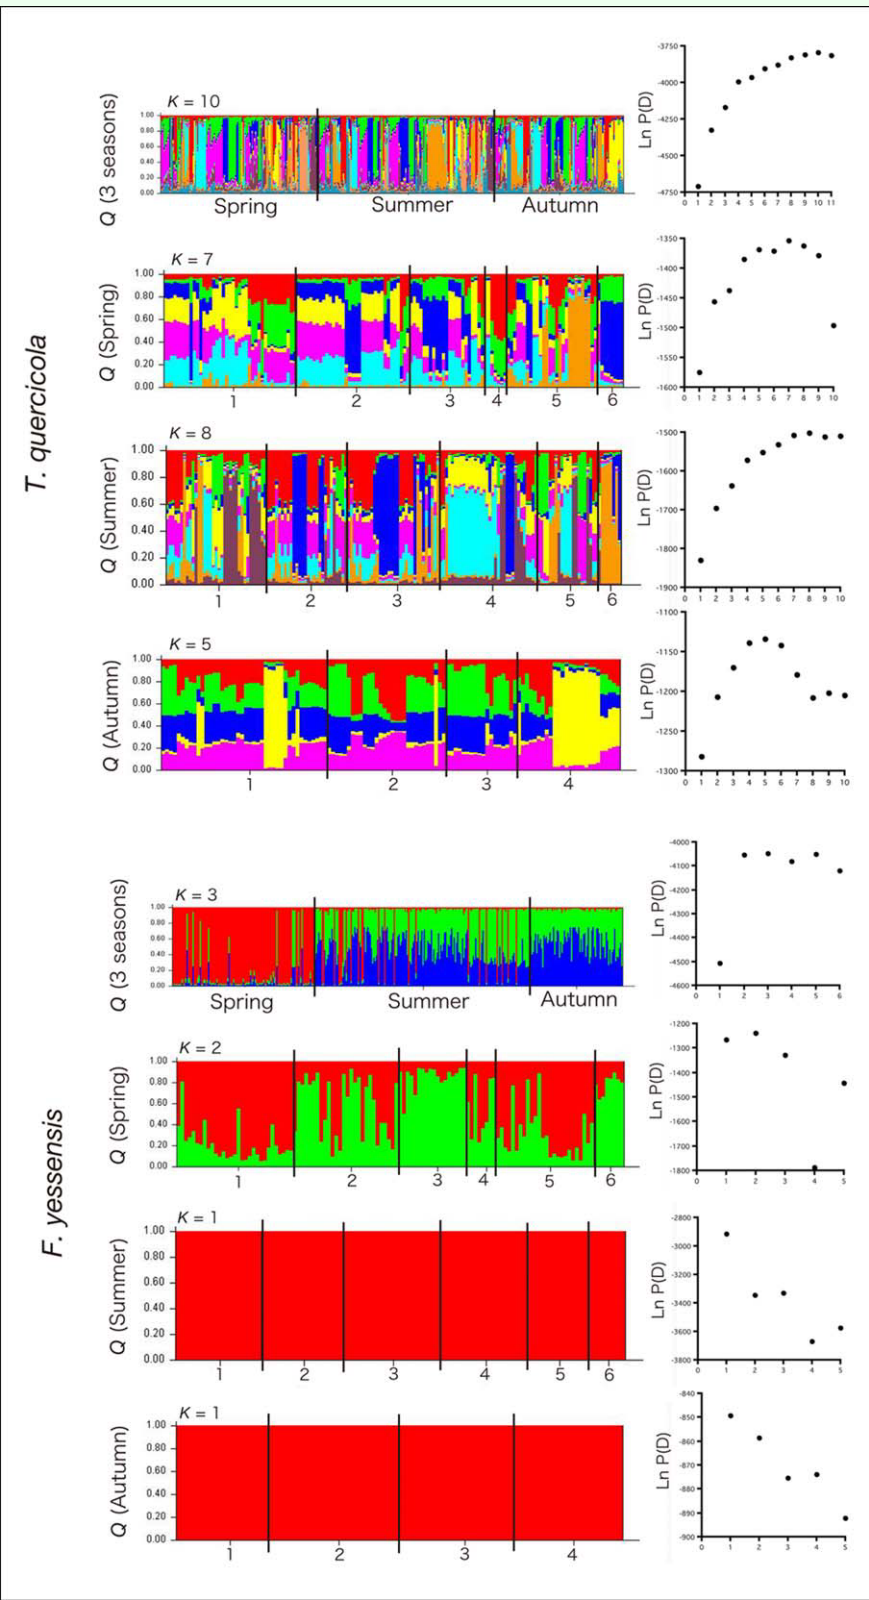 T. quercicola
K = 10
Q (3 seasons)
1.00
0.80
0.60
0.40
0.20
0.00
Spring
Summer
Autumn
Ln P(D)
-3750
-4000
-4250
-4500
-4750
0 1 2 3 4 5 6 7 8 9 10 11
K = 7
Q (Spring)
1.00
0.80
0.60
0.40
0.20
0.00
1 2 3 4 5 6
Ln P(D)
-1350
-1400
-1450
-1500
-1550
-1600
0 1 2 3 4 5 6 7 8 9 10
K = 8
Q (Summer)
1.00
0.80
0.60
0.40
0.20
0.00
1 2 3 4 5 6
Ln P(D)
-1500
-1600
-1700
-1800
-1900
0 1 2 3 4 5 6 7 8 9 10
K = 5
Q (Autumn)
1.00
0.80
0.60
0.40
0.20
0.00
1 2 3 4
Ln P(D)
-1100
-1150
-1200
-1250
-1300
0 1 2 3 4 5 6 7 8 9 10
F. yessensis
K = 3
Q (3 seasons)
1.00
0.80
0.60
0.40
0.20
0.00
Spring
Summer
Autumn
Ln P(D)
-4000
-4100
-4200
-4300
-4400
-4500
-4600
0 1 2 3 4 5 6
K = 2
Q (Spring)
1.00
0.80
0.60
0.40
0.20
0.00
1 2 3 4 5 6
Ln P(D)
-1200
-1300
-1400
-1500
-1600
-1700
-1800
0 1 2 3 4 5
K = 1
Q (Summer)
1.00
0.80
0.60
0.40
0.20
0.00
1 2 3 4 5 6
Ln P(D)
-2800
-3000
-3200
-3400
-3600
-3800
0 1 2 3 4 5
K = 1
Q (Autumn)
1.00
0.80
0.60
0.40
0.20
0.00
1 2 3 4
Ln P(D)
-840
-850
-860
-870
-880
-890
-900
0 1 2 3 4 5